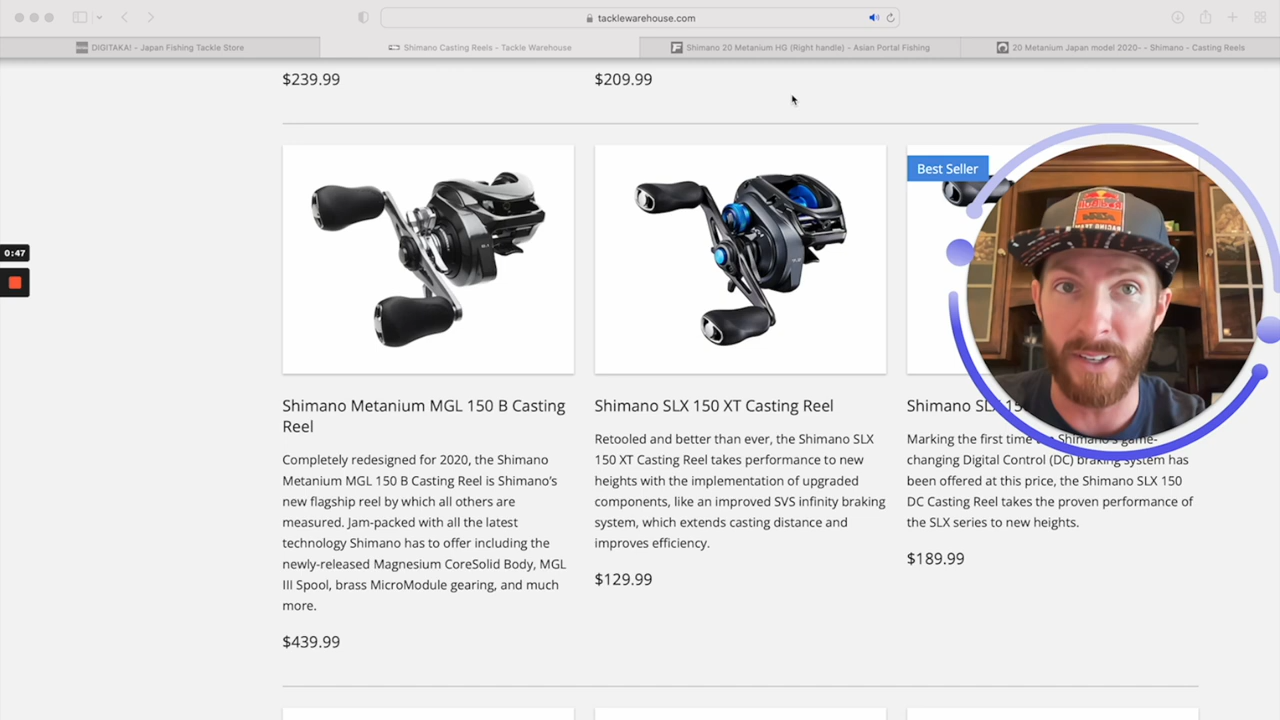 tacklewarehouse.com
DIGITAKA! - Japan Fishing Tackle Store
Shimano Casting Reels - Tackle Warehouse
Shimano 20 Metanium HG (Right handle) - Asian Portal Fishing
20 Metanium Japan model 2020- – Shimano - Casting Reels
$239.99
$209.99
0:47
Best Seller
Shimano Metanium MGL 150 B Casting
Reel
Completely redesigned for 2020, the Shimano
Metanium MGL 150 B Casting Reel is Shimano's
new flagship reel by which all others are
measured. Jam-packed with all the latest
technology Shimano has to offer including the
newly-released Magnesium CoreSolid Body, MGL
III Spool, brass MicroModule gearing, and much
more.
$439.99
Shimano SLX 150 XT Casting Reel
Retooled and better than ever, the Shimano SLX
150 XT Casting Reel takes performance to new
heights with the implementation of upgraded
components, like an improved SVS infinity braking
system, which extends casting distance and
improves efficiency.
$129.99
Shimano SLX 15
Marking the first time Shimano's game-
changing Digital Control (DC) braking system has
been offered at this price, the Shimano SLX 150
DC Casting Reel takes the proven performance of
the SLX series to new heights.
$189.99